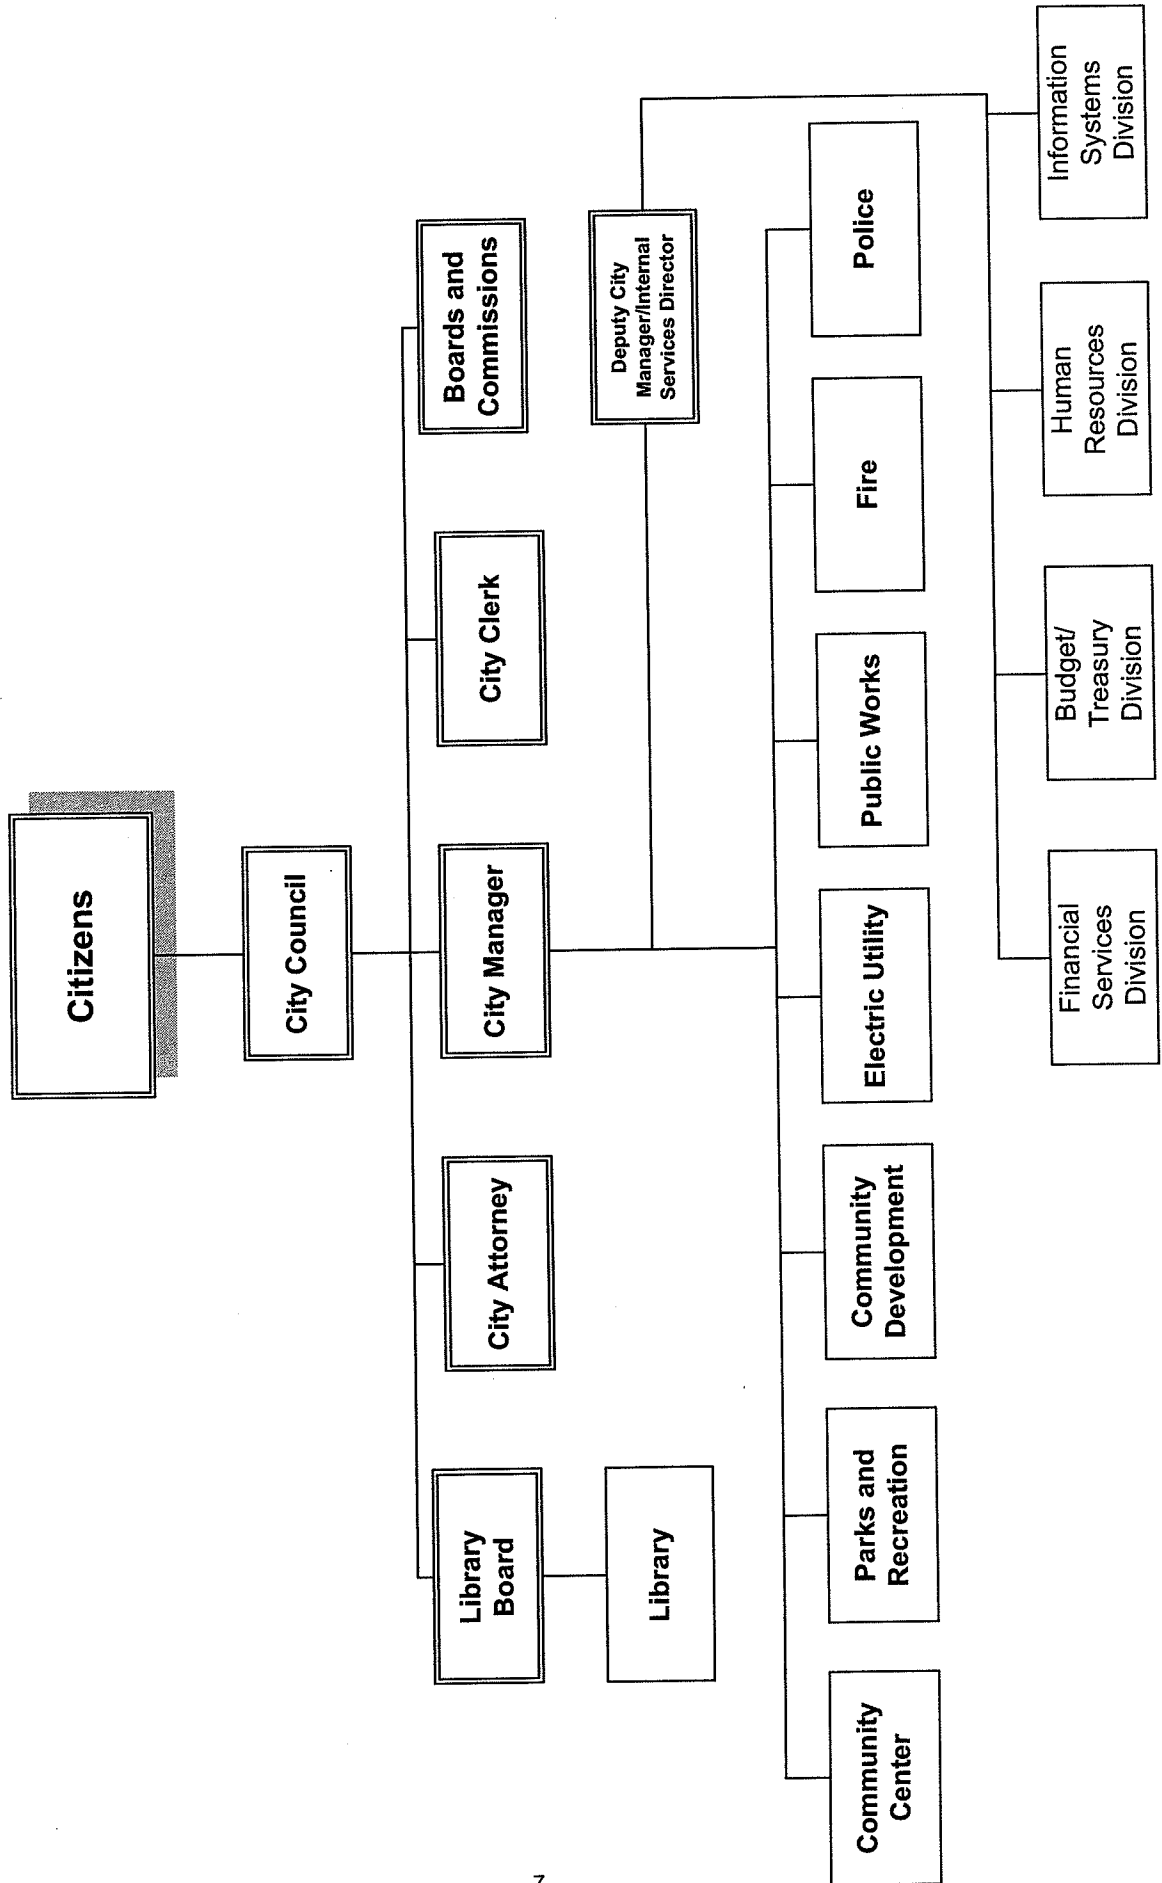 Citizens
City Council
Library
Board
City Attorney
City Manager
City Clerk
Boards and
Commissions
Library
Deputy City
Manager/Internal
Services Director
Community
Center
Parks and
Recreation
Community
Development
Electric Utility
Public Works
Fire
Police
Financial
Services
Division
Budget/
Treasury
Division
Human
Resources
Division
Information
Systems
Division
7